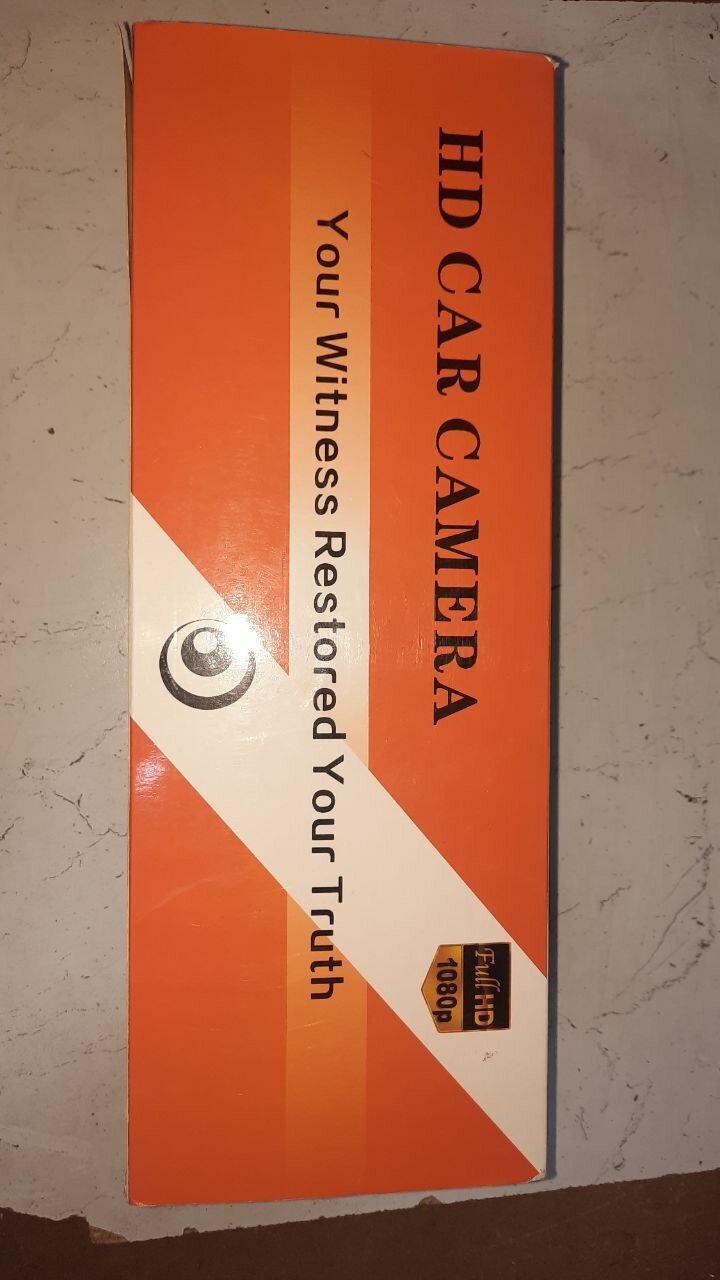 HD CAR CAMERA
Your Witness Restored Your Truth
Full HD
1080p